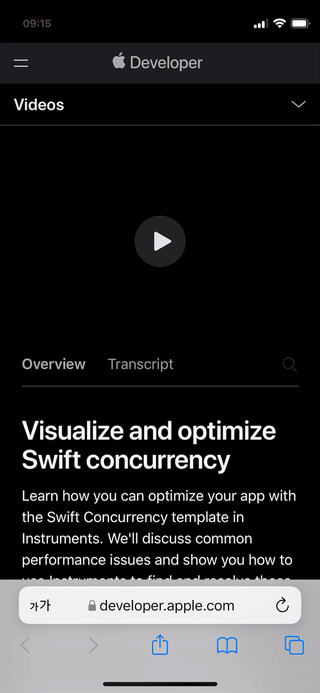 09:15
Developer
Videos
Overview Transcript
Visualize and optimize
Swift concurrency
Learn how you can optimize your app with
the Swift Concurrency template in
Instruments. We'll discuss common
performance issues and show you how to
use Instruments to find and resolve these
가가 developer.apple.com